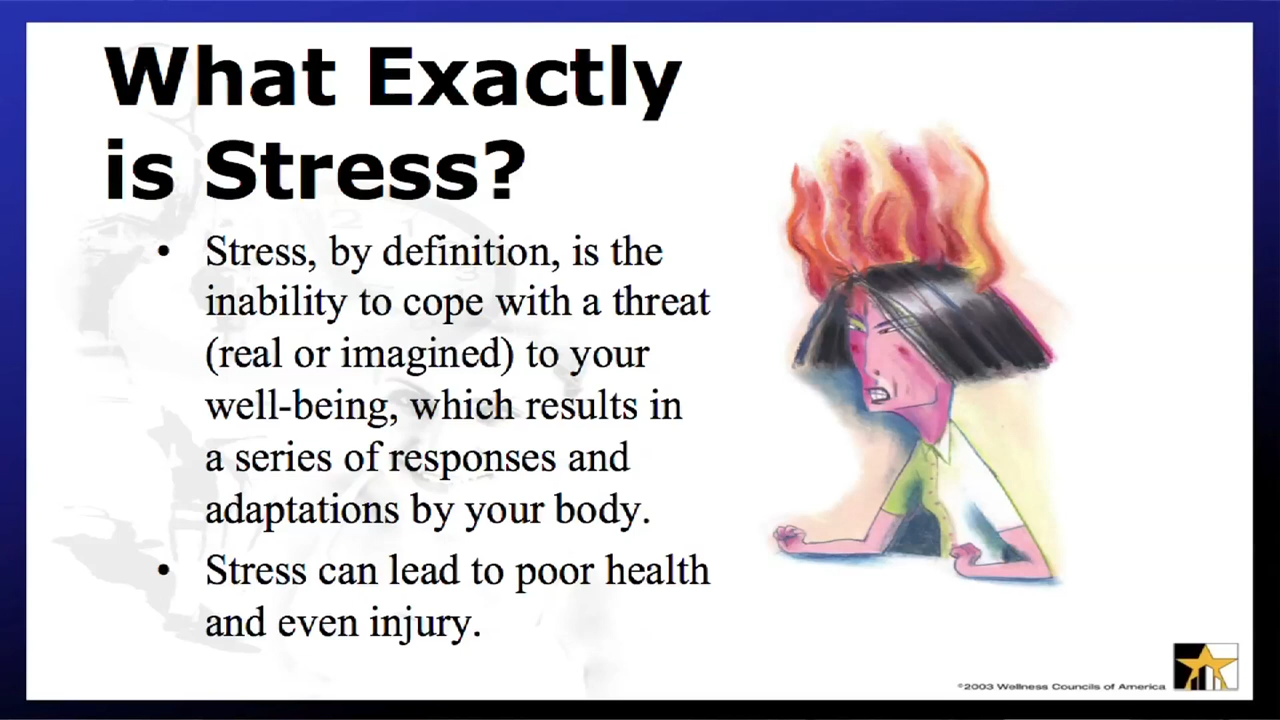 What Exactly
is Stress?
• Stress, by definition, is the
inability to cope with a threat
(real or imagined) to your
well-being, which results in
a series of responses and
adaptations by your body.
• Stress can lead to poor health
and even injury.
©2003 Wellness Councils of America